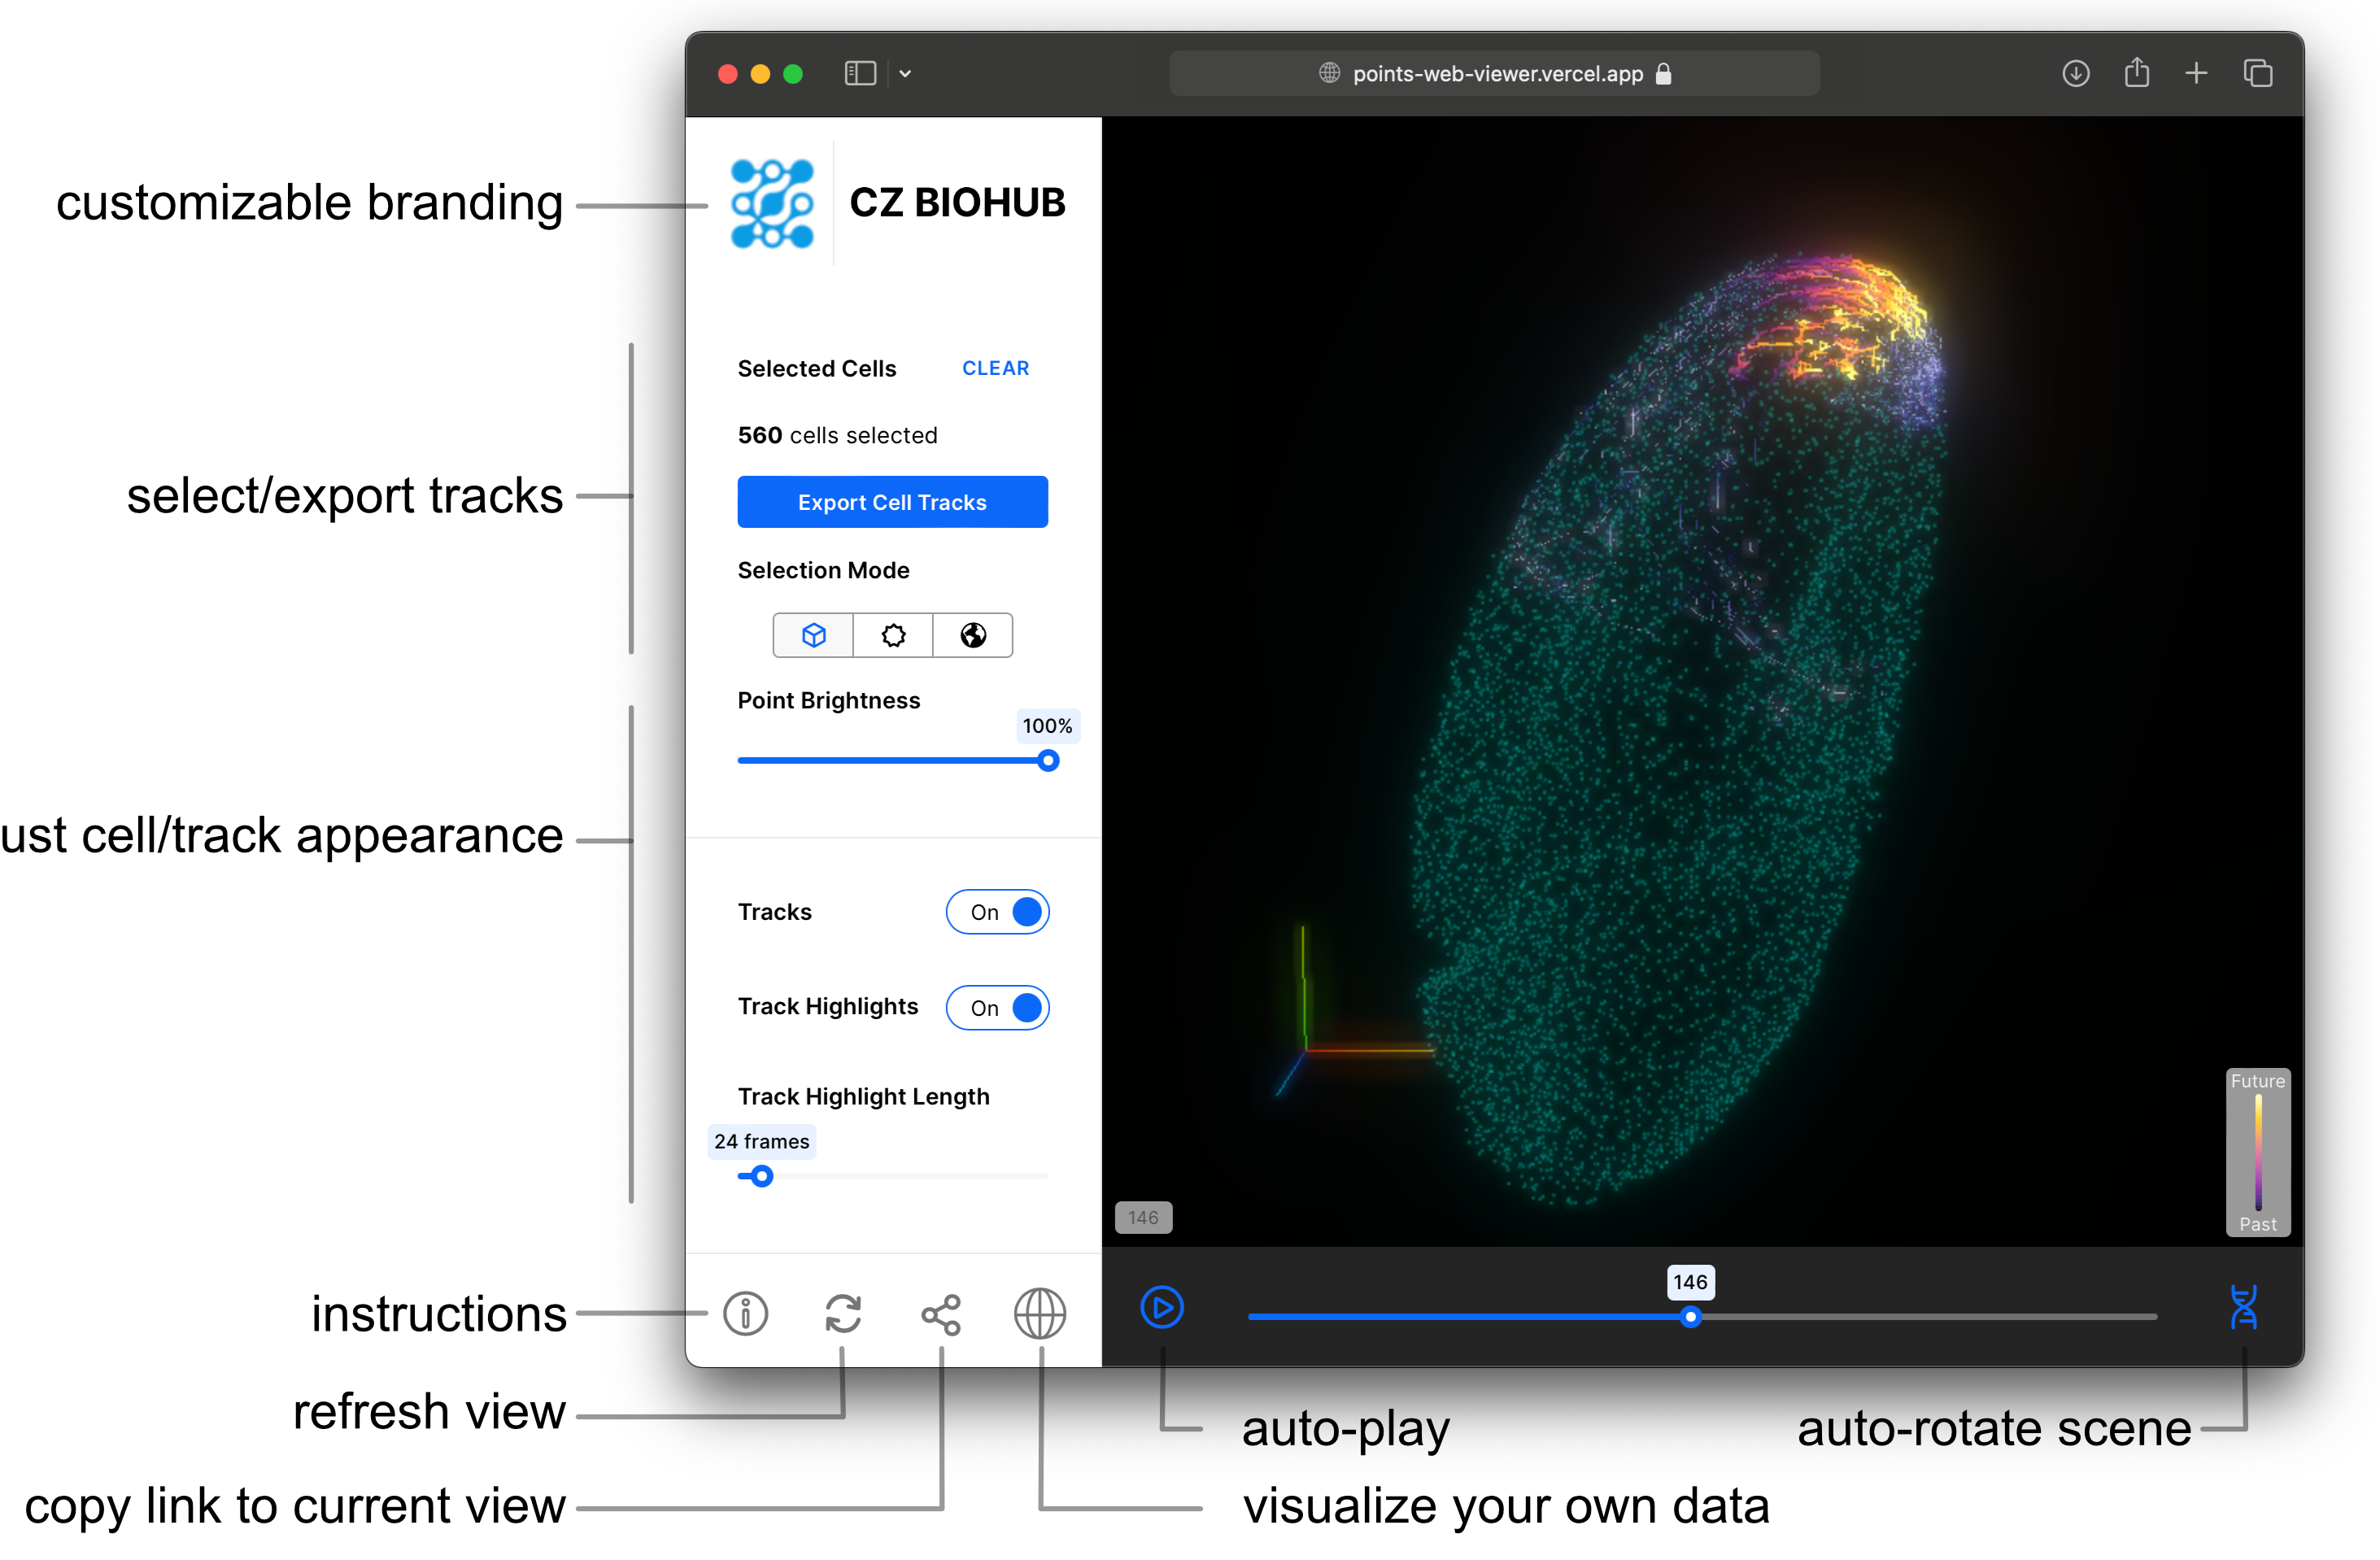 points-web-viewer.vercel.app
customizable branding
CZ BIOHUB
Selected Cells CLEAR
560 cells selected
select/export tracks
Export Cell Tracks
Selection Mode
Point Brightness
100%
ust cell/track appearance
Tracks On
Track Highlights On
Track Highlight Length
24 frames
Future
Past
146
146
instructions
refresh view
copy link to current view
auto-play
visualize your own data
auto-rotate scene